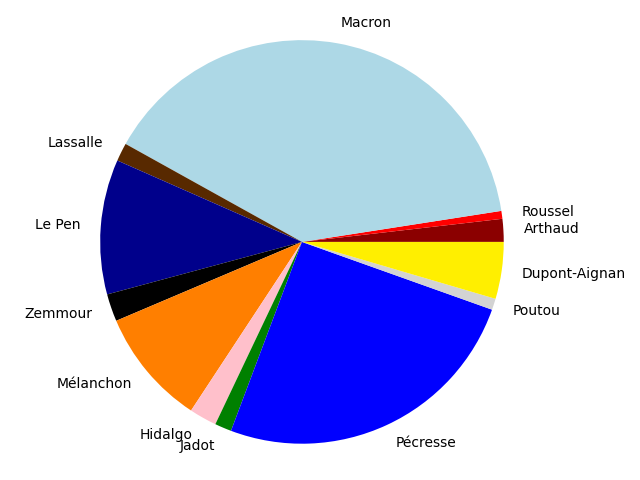 Macron
Lassalle
Roussel
Arthaud
Le Pen
Dupont-Aignan
Zemmour
Poutou
Mélanchon
Hidalgo
Jadot
Pécresse